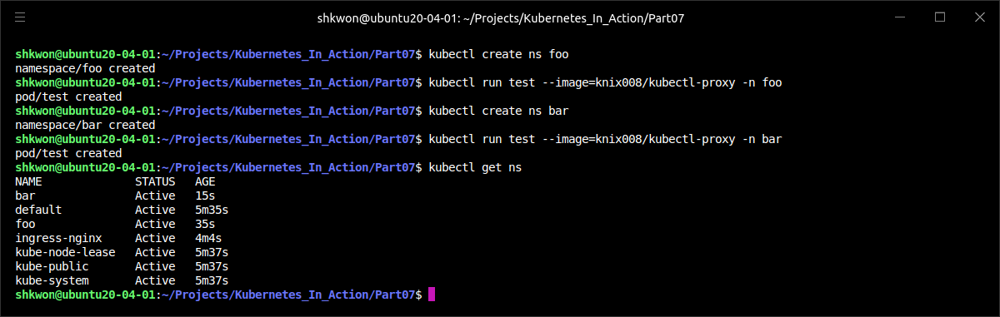 shkwon@ubuntu20-04-01: ~/Projects/Kubernetes_In_Action/Part07
shkwon@ubuntu20-04-01:~/Projects/Kubernetes_In_Action/Part07$ kubectl create ns foo
namespace/foo created
shkwon@ubuntu20-04-01:~/Projects/Kubernetes_In_Action/Part07$ kubectl run test --image=knix008/kubectl-proxy -n foo
pod/test created
shkwon@ubuntu20-04-01:~/Projects/Kubernetes_In_Action/Part07$ kubectl create ns bar
namespace/bar created
shkwon@ubuntu20-04-01:~/Projects/Kubernetes_In_Action/Part07$ kubectl run test --image=knix008/kubectl-proxy -n bar
pod/test created
shkwon@ubuntu20-04-01:~/Projects/Kubernetes_In_Action/Part07$ kubectl get ns
NAME              STATUS   AGE
bar               Active   15s
default           Active   5m35s
foo               Active   35s
ingress-nginx     Active   4m4s
kube-node-lease   Active   5m37s
kube-public       Active   5m37s
kube-system       Active   5m37s
shkwon@ubuntu20-04-01:~/Projects/Kubernetes_In_Action/Part07$